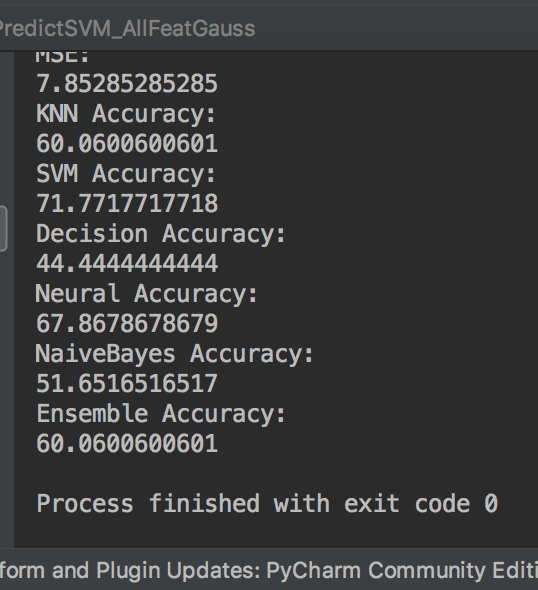 PredictSVM_AllFeatGauss
MSE:
7.85285285285
KNN Accuracy:
60.0600600601
SVM Accuracy:
71.7717717718
Decision Accuracy:
44.4444444444
Neural Accuracy:
67.8678678679
NaiveBayes Accuracy:
51.6516516517
Ensemble Accuracy:
60.0600600601
Process finished with exit code 0
form and Plugin Updates: PyCharm Community Editi